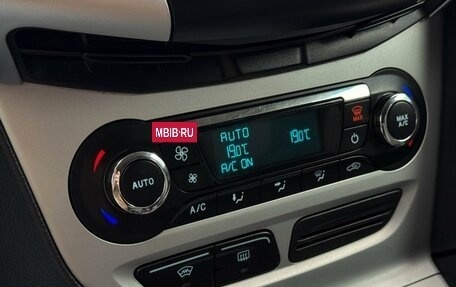 MBIB.RU
AUTO
19.0°C 19.0°C
A/C ON
MAX
MAX
A/C
AUTO
A/C